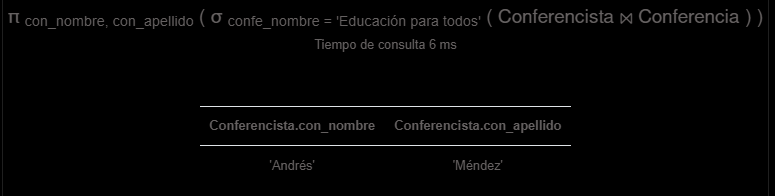 π con_nombre, con_apellido ( σ confe_nombre = 'Educación para todos' ( Conferencista ⋈ Conferencia ) )
Tiempo de consulta 6 ms
Conferencista.con_nombre Conferencista.con_apellido
'Andrés' 'Méndez'